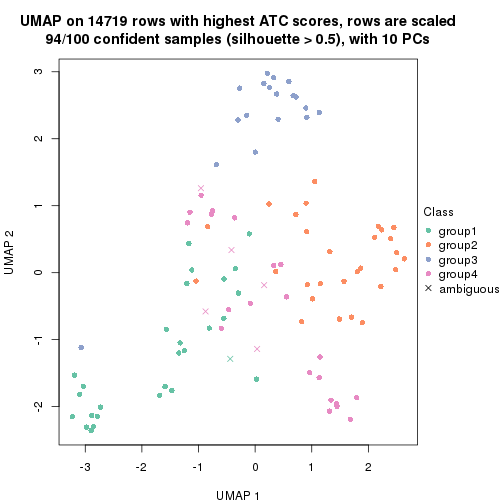 UMAP on 14719 rows with highest ATC scores, rows are scaled
94/100 confident samples (silhouette > 0.5), with 10 PCs
3
2
1
0
-1
-2
UMAP 2
-3
-2
-1
0
1
2
UMAP 1
Class
group1
group2
group3
group4
ambiguous